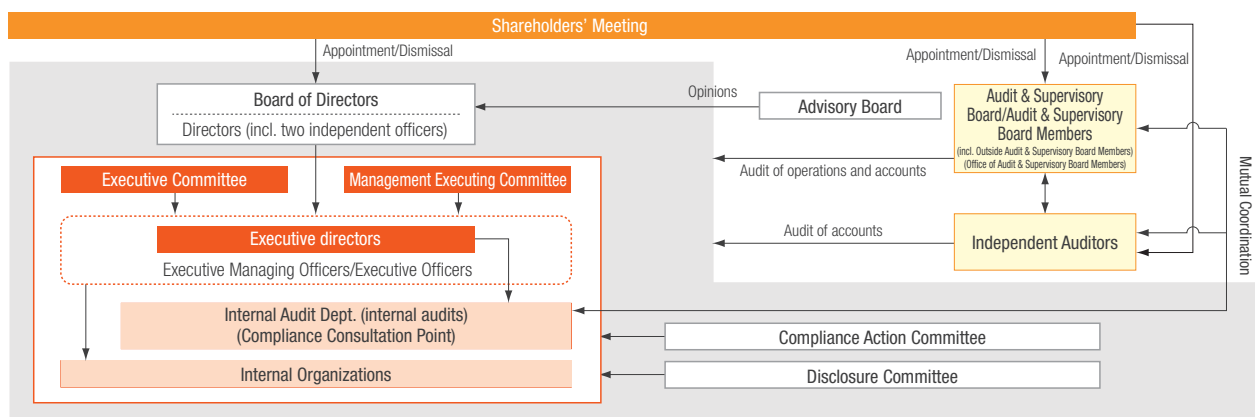 Shareholders' Meeting
Appointment/Dismissal
Appointment/Dismissal
Appointment/Dismissal
Board of Directors
Directors (incl. two independent officers)
Opinions
Advisory Board
Audit & Supervisory
Board/Audit & Supervisory
Board Members
(incl. Outside Audit & Supervisory Board Members)
(Office of Audit & Supervisory Board Members)
Executive Committee
Management Executing Committee
Audit of operations and accounts
Mutual Coordination
Executive directors
Executive Managing Officers/Executive Officers
Audit of accounts
Independent Auditors
Internal Audit Dept. (internal audits)
(Compliance Consultation Point)
Compliance Action Committee
Internal Organizations
Disclosure Committee